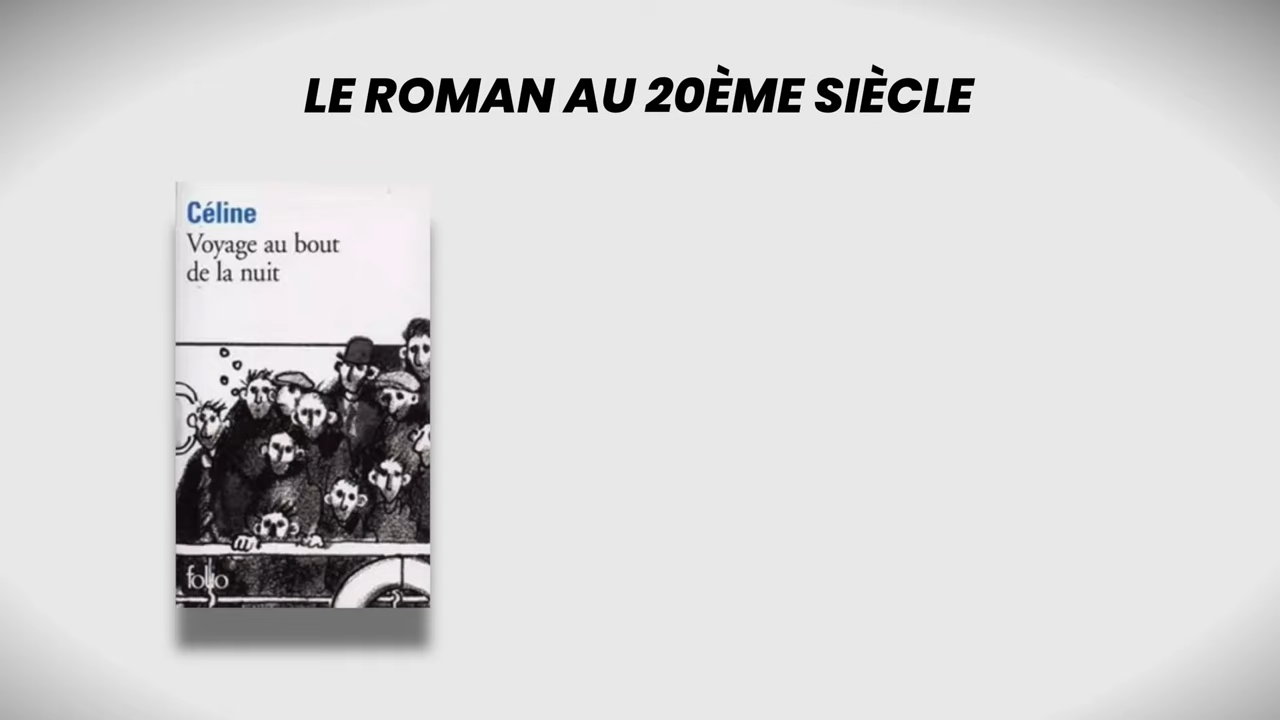 LE ROMAN AU 20ÈME SIÈCLE
Céline
Voyage au bout
de la nuit
folio